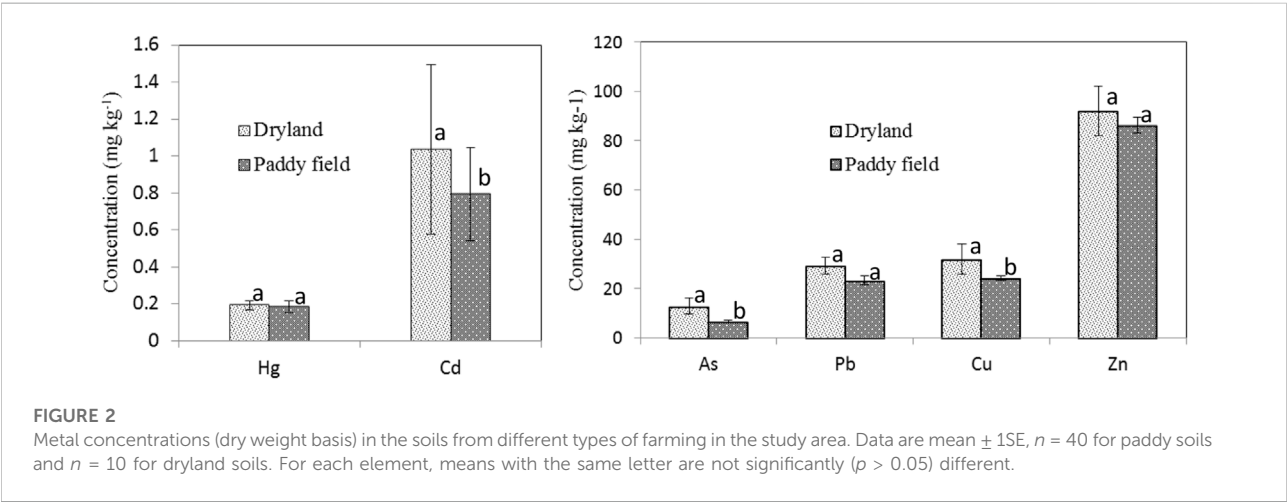 1.6
1.4
1.2
1
0.8
0.6
0.4
0.2
0
Concentration (mg kg-1)
Dryland
Paddy field
a
a
a
b
Hg
Cd
120
100
80
60
40
20
0
Concentration (mg kg-1)
Dryland
Paddy field
a
b
a
a
a
b
a
a
As
Pb
Cu
Zn
FIGURE 2
Metal concentrations (dry weight basis) in the soils from different types of farming in the study area. Data are mean ± 1SE, n = 40 for paddy soils
and n = 10 for dryland soils. For each element, means with the same letter are not significantly (p > 0.05) different.